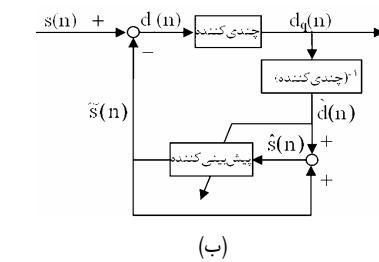 s(n) + d (n) چندی‌کننده dq(n)
−
(چندی‌کننده)⁻¹
s̃(n) d̀(n)
ŝ(n) +
پیش‌بینی‌کننده
+
(ب)